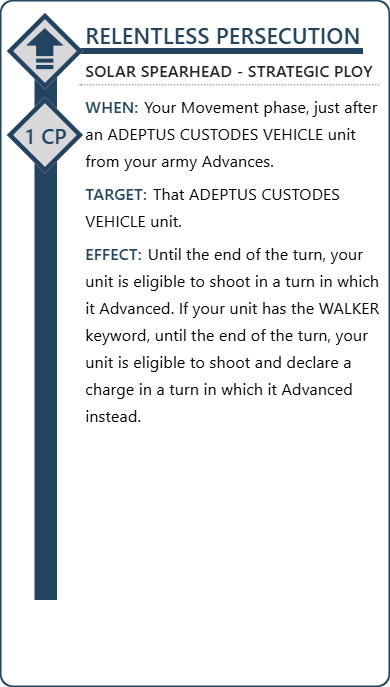 RELENTLESS PERSECUTION
SOLAR SPEARHEAD - STRATEGIC PLOY
1 CP
WHEN: Your Movement phase, just after
an ADEPTUS CUSTODES VEHICLE unit
from your army Advances.
TARGET: That ADEPTUS CUSTODES
VEHICLE unit.
EFFECT: Until the end of the turn, your
unit is eligible to shoot in a turn in which
it Advanced. If your unit has the WALKER
keyword, until the end of the turn, your
unit is eligible to shoot and declare a
charge in a turn in which it Advanced
instead.